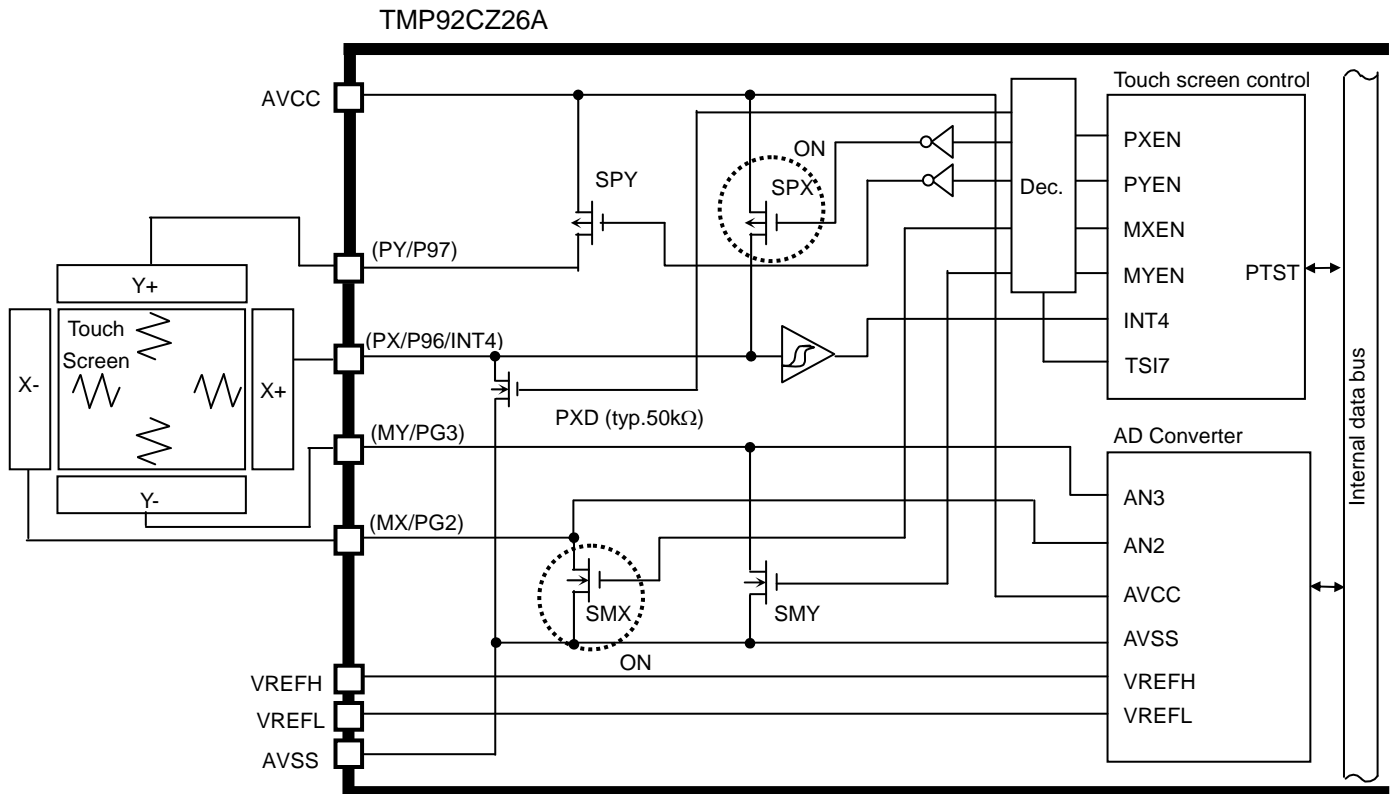 TMP92CZ26A
AVCC
Touch screen control
ON
PXEN
SPY
SPX
Dec.
PYEN
(PY/P97)
MXEN
MYEN
PTST
Y+
Touch
Screen
(PX/P96/INT4)
INT4
X-
X+
TSI7
PXD (typ.50kΩ)
(MY/PG3)
AD Converter
Y-
(MX/PG2)
AN3
AN2
SMX
SMY
AVCC
AVSS
ON
VREFH
VREFH
VREFL
VREFL
AVSS
Internal data bus